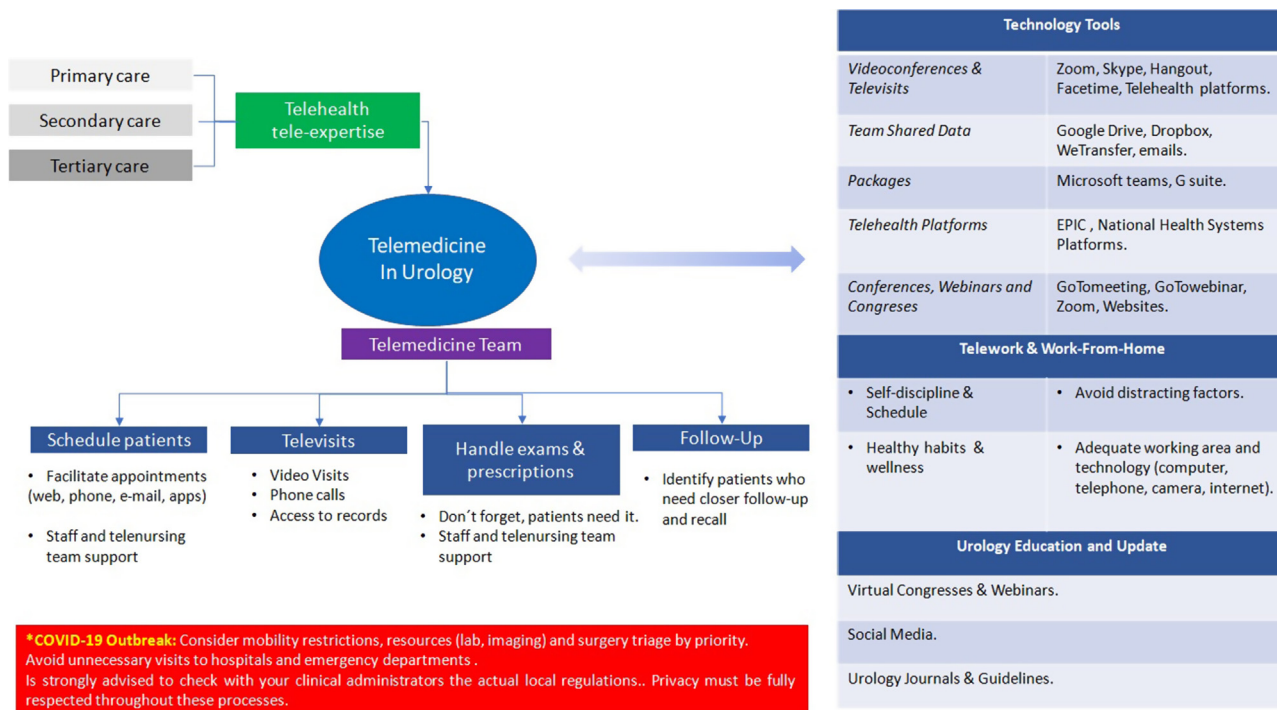 Primary care
Secondary care
Tertiary care
Telehealth
tele-expertise
Telemedicine
In Urology
Telemedicine Team
Schedule patients
• Facilitate appointments
(web, phone, e-mail, apps)
• Staff and telenursing
team support
Televisits
• Video Visits
• Phone calls
• Access to records
Handle exams &
prescriptions
• Don´t forget, patients need it.
• Staff and telenursing team
support
Follow-Up
• Identify patients who
need closer follow-up
and recall
*COVID-19 Outbreak: Consider mobility restrictions, resources (lab, imaging) and surgery triage by priority.
Avoid unnecessary visits to hospitals and emergency departments .
Is strongly advised to check with your clinical administrators the actual local regulations.. Privacy must be fully
respected throughout these processes.
Technology Tools
Videoconferences &
Televisits
Zoom, Skype, Hangout,
Facetime, Telehealth platforms.
Team Shared Data
Google Drive, Dropbox,
WeTransfer, emails.
Packages
Microsoft teams, G suite.
Telehealth Platforms
EPIC , National Health Systems
Platforms.
Conferences, Webinars and
Congreses
GoTomeeting, GoTowebinar,
Zoom, Websites.
Telework & Work-From-Home
• Self-discipline &
Schedule
• Avoid distracting factors.
• Healthy habits &
wellness
• Adequate working area and
technology (computer,
telephone, camera, internet).
Urology Education and Update
Virtual Congresses & Webinars.
Social Media.
Urology Journals & Guidelines.